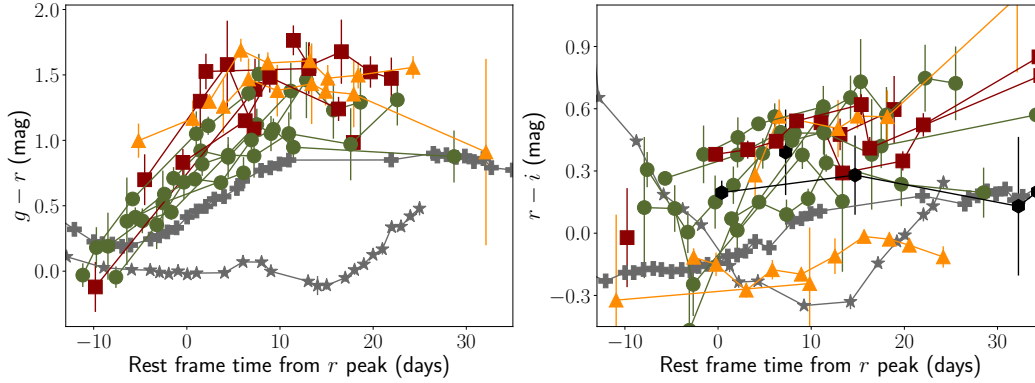 2.0
1.5
1.0
0.5
0.0
g − r (mag)
−10 0 10 20 30
Rest frame time from r peak (days)
0.9
0.6
0.3
0.0
−0.3
r − i (mag)
−10 0 10 20 30
Rest frame time from r peak (days)